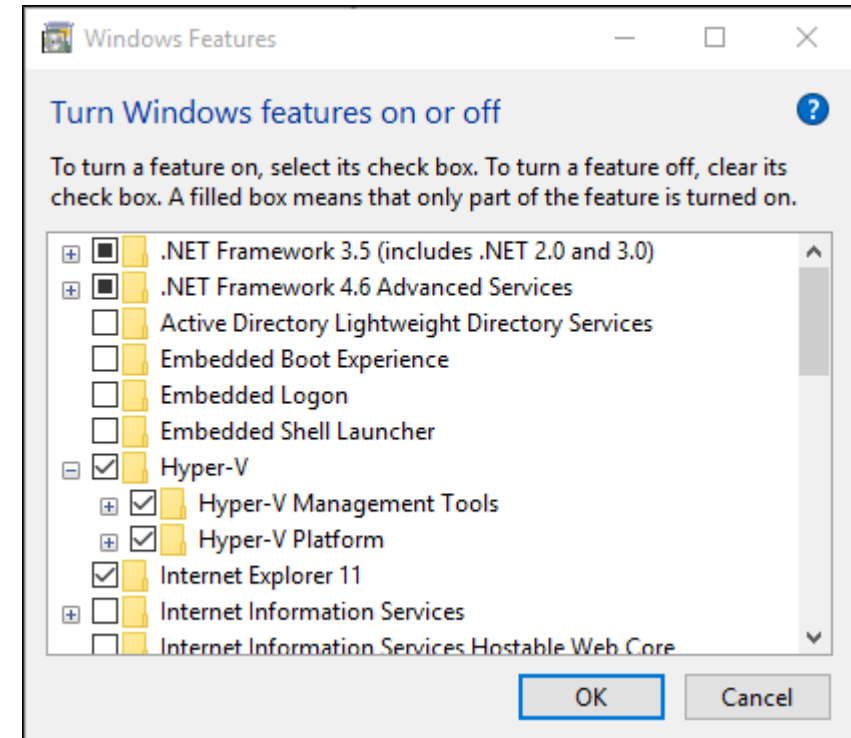 Windows Features
Turn Windows features on or off
?
To turn a feature on, select its check box. To turn a feature off, clear its
check box. A filled box means that only part of the feature is turned on.
.NET Framework 3.5 (includes .NET 2.0 and 3.0)
.NET Framework 4.6 Advanced Services
Active Directory Lightweight Directory Services
Embedded Boot Experience
Embedded Logon
Embedded Shell Launcher
Hyper-V
Hyper-V Management Tools
Hyper-V Platform
Internet Explorer 11
Internet Information Services
Internet Information Services Hostable Web Core
OK Cancel